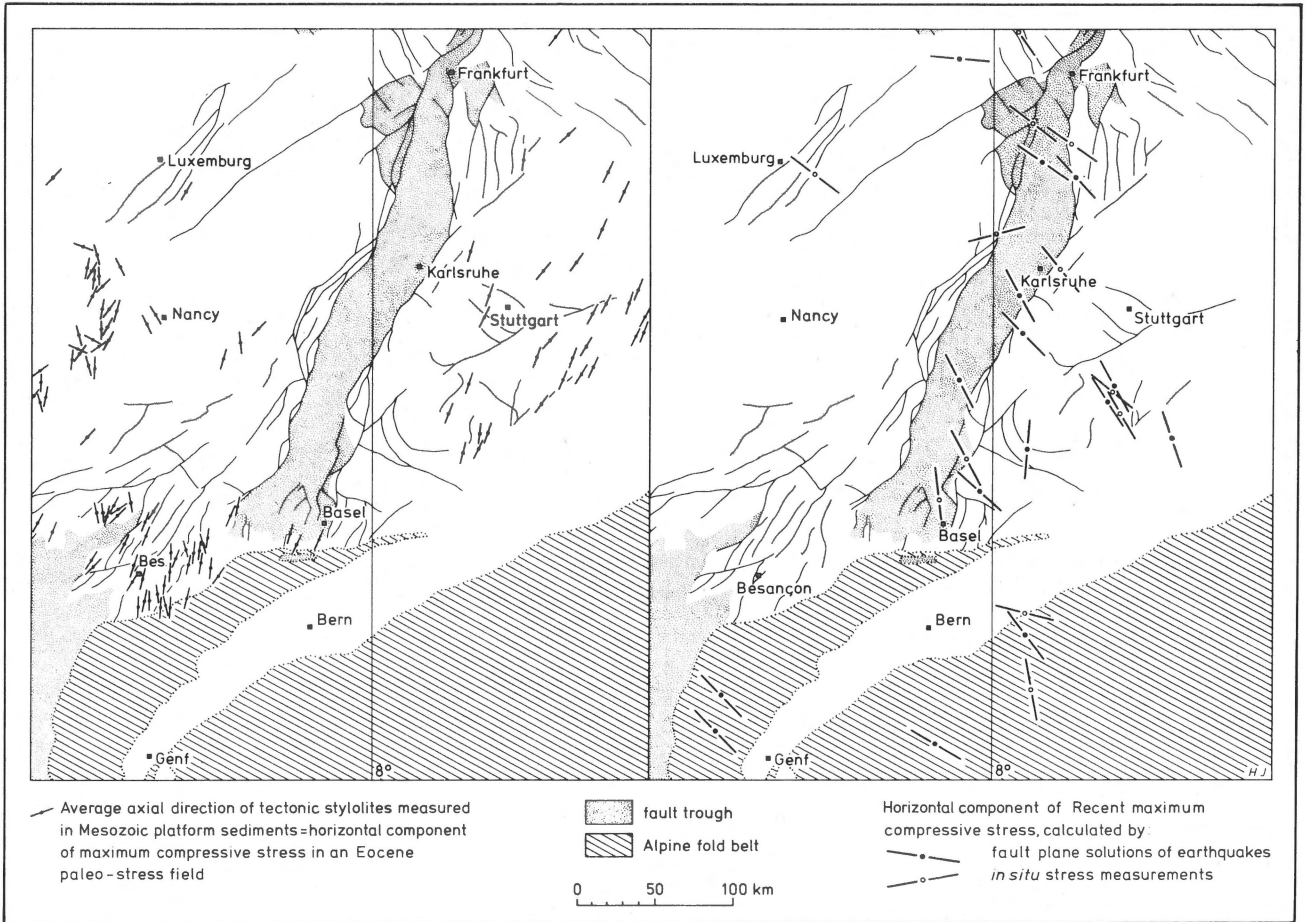 Frankfurt
Luxemburg
Karlsruhe
Nancy
Stuttgart
Basel
Bes
Bern
Genf
8°
Frankfurt
Luxemburg
Karlsruhe
Nancy
Stuttgart
Basel
Besançon
Bern
Genf
8°
H J
Average axial direction of tectonic stylolites measured
in Mesozoic platform sediments = horizontal component
of maximum compressive stress in an Eocene
paleo-stress field
fault trough
Alpine fold belt
0 50 100 km
Horizontal component of Recent maximum
compressive stress, calculated by:
fault plane solutions of earthquakes
in situ stress measurements